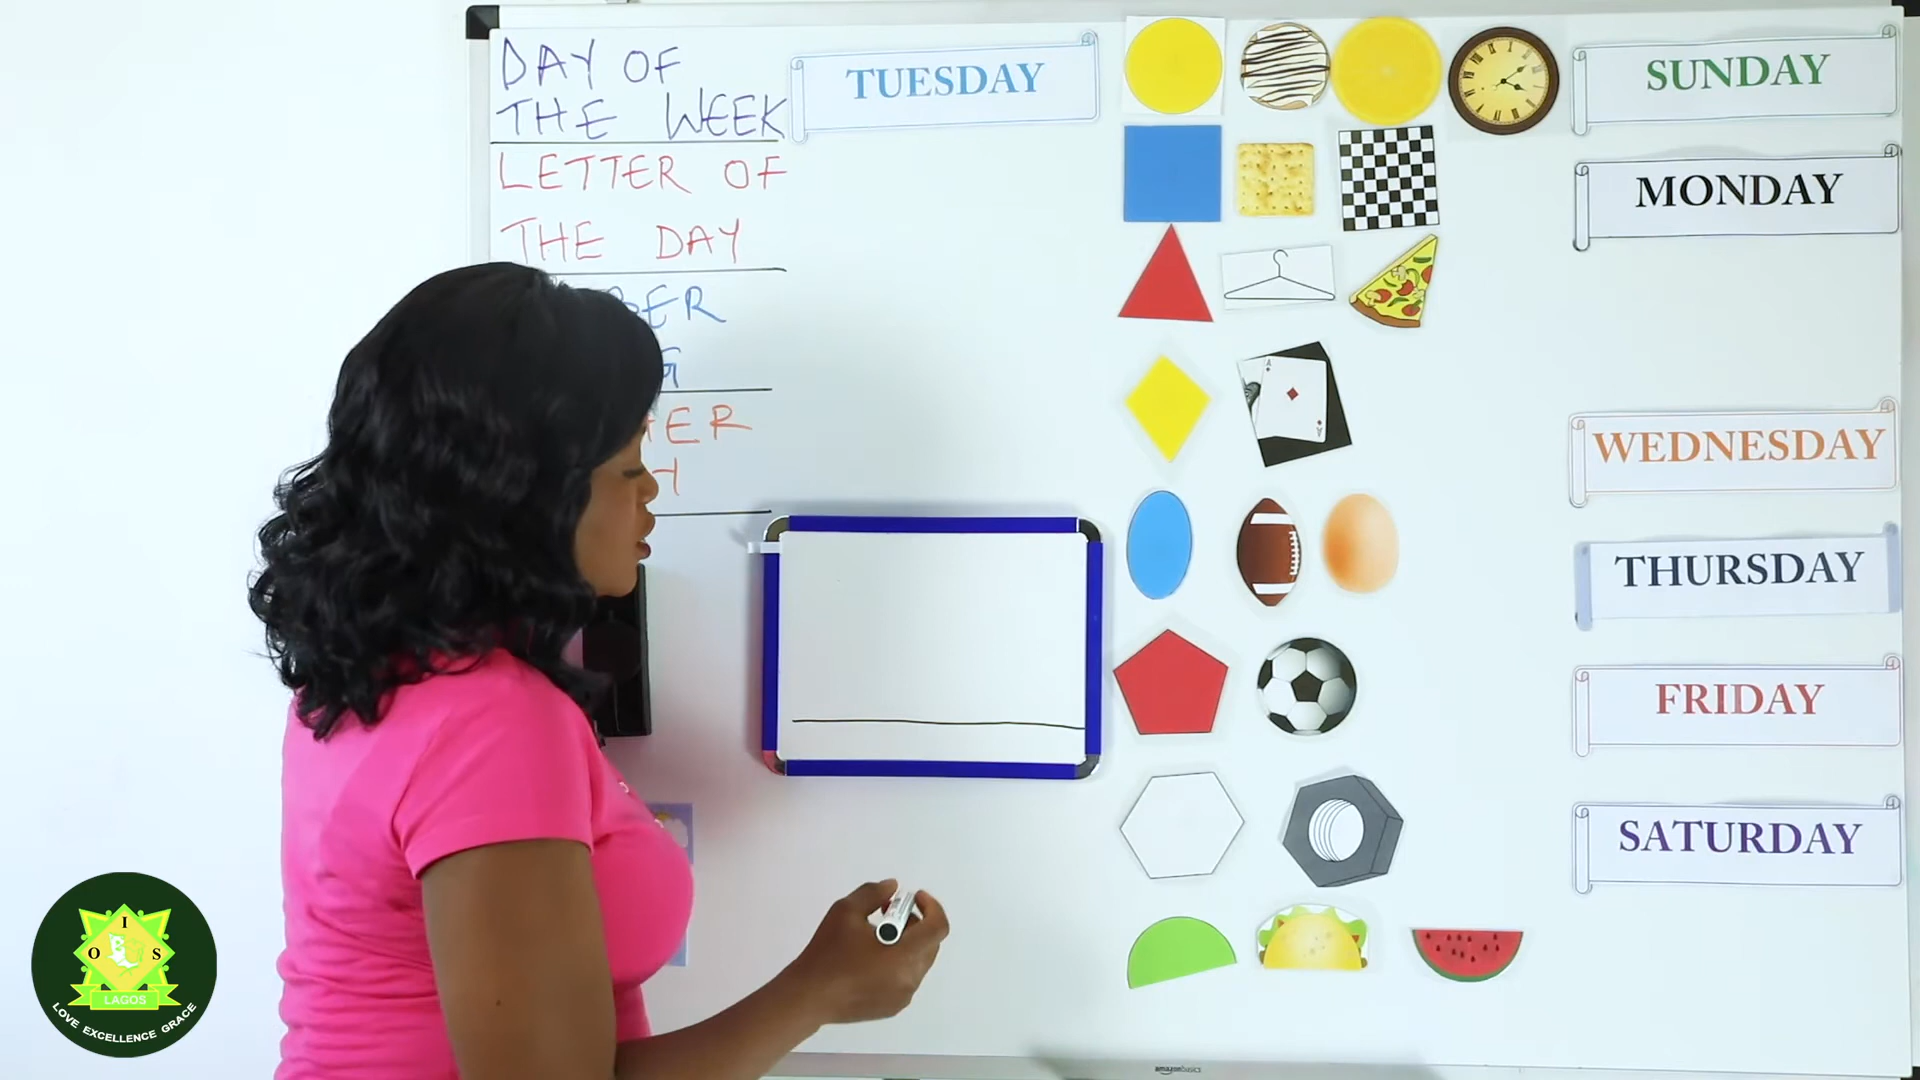 DAY OF
THE WEEK
TUESDAY
LETTER OF
THE DAY
SUNDAY
MONDAY
WEDNESDAY
THURSDAY
FRIDAY
SATURDAY
I
O S
LAGOS
LOVE EXCELLENCE GRACE
amazonbasics